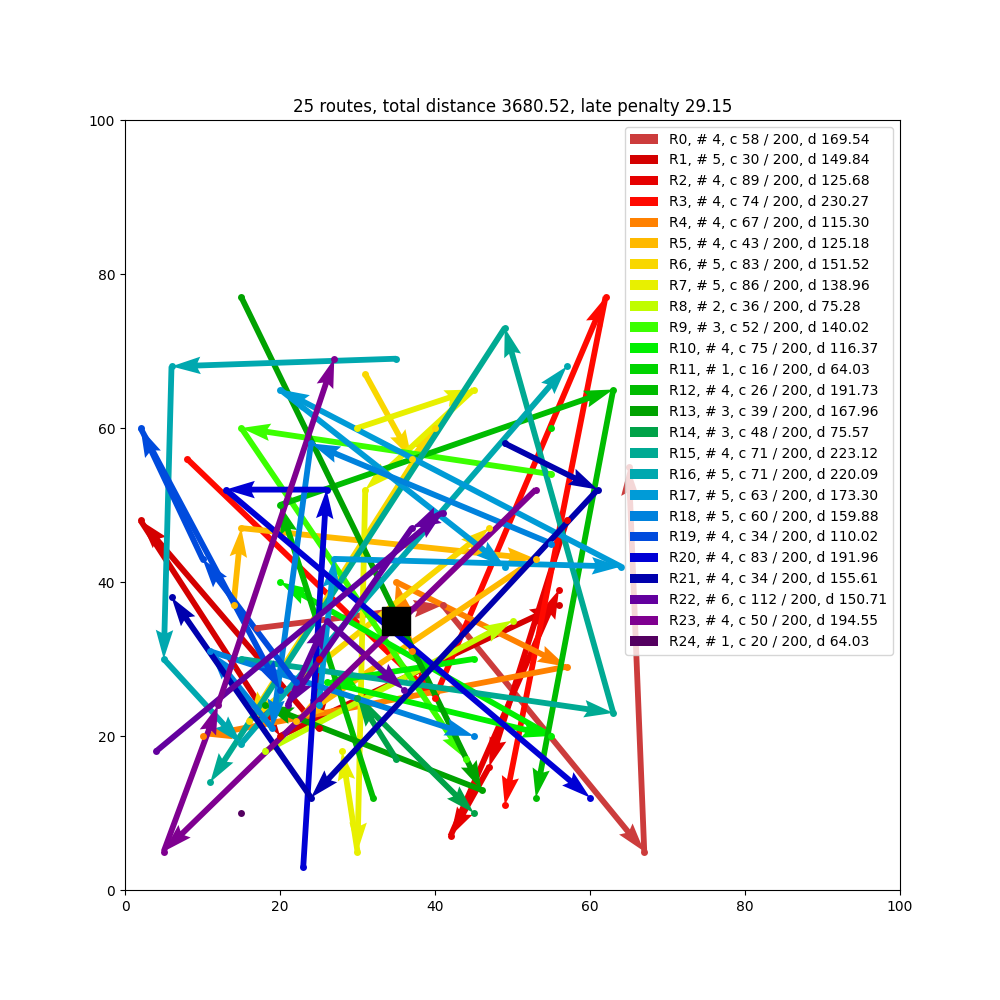 25 routes, total distance 3680.52, late penalty 29.15
R0, # 4, c 58 / 200, d 169.54
R1, # 5, c 30 / 200, d 149.84
R2, # 4, c 89 / 200, d 125.68
R3, # 4, c 74 / 200, d 230.27
R4, # 4, c 67 / 200, d 115.30
R5, # 4, c 43 / 200, d 125.18
R6, # 5, c 83 / 200, d 151.52
R7, # 5, c 86 / 200, d 138.96
R8, # 2, c 36 / 200, d 75.28
R9, # 3, c 52 / 200, d 140.02
R10, # 4, c 75 / 200, d 116.37
R11, # 1, c 16 / 200, d 64.03
R12, # 4, c 26 / 200, d 191.73
R13, # 3, c 39 / 200, d 167.96
R14, # 3, c 48 / 200, d 75.57
R15, # 4, c 71 / 200, d 223.12
R16, # 5, c 71 / 200, d 220.09
R17, # 5, c 63 / 200, d 173.30
R18, # 5, c 60 / 200, d 159.88
R19, # 4, c 34 / 200, d 110.02
R20, # 4, c 83 / 200, d 191.96
R21, # 4, c 34 / 200, d 155.61
R22, # 6, c 112 / 200, d 150.71
R23, # 4, c 50 / 200, d 194.55
R24, # 1, c 20 / 200, d 64.03
100
80
60
40
20
0
0 20 40 60 80 100